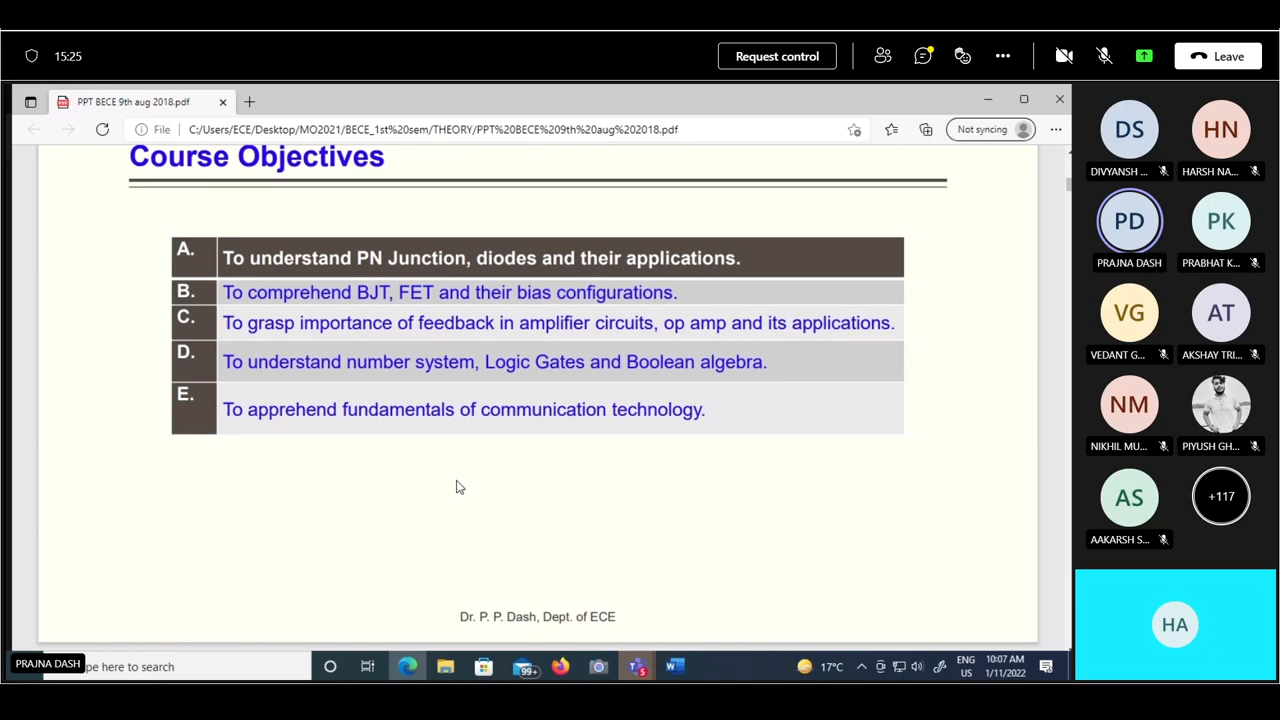 15:25
Request control
Leave
PPT BECE 9th aug 2018.pdf
File C:/Users/ECE/Desktop/MO2021/BECE_1st%20sem/THEORY/PPT%20BECE%209th%20aug%202018.pdf
Not syncing
Course Objectives
A. To understand PN Junction, diodes and their applications.
B. To comprehend BJT, FET and their bias configurations.
C. To grasp importance of feedback in amplifier circuits, op amp and its applications.
D. To understand number system, Logic Gates and Boolean algebra.
E. To apprehend fundamentals of communication technology.
Dr. P. P. Dash, Dept. of ECE
DS HN
DIVYANSH ... HARSH NA...
PD PK
PRAJNA DASH PRABHAT K...
VG AT
VEDANT G... AKSHAY TRI...
NM
NIKHIL MU... PIYUSH GH...
AS +117
AAKARSH S...
HA
PRAJNA DASH
pe here to search
99+
17°C
ENG
US
10:07 AM
1/11/2022